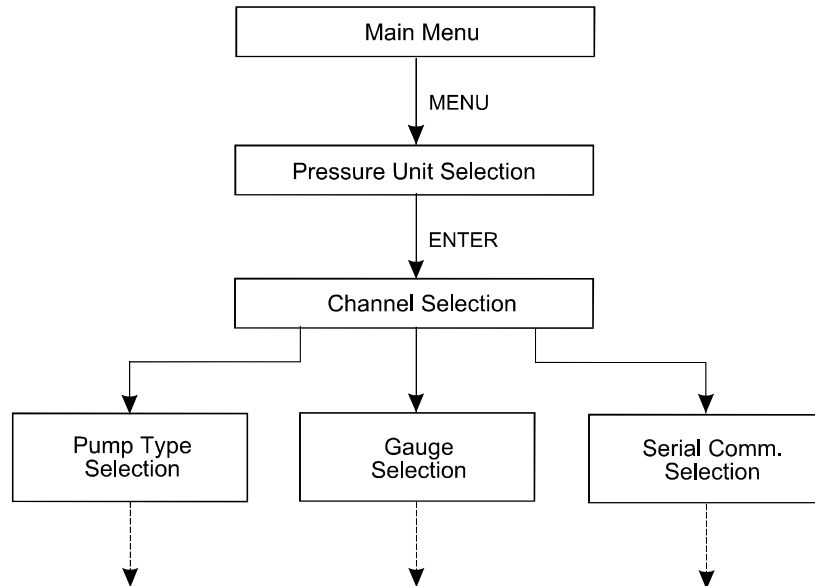 Main Menu
MENU
Pressure Unit Selection
ENTER
Channel Selection
Pump Type
Selection
Gauge
Selection
Serial Comm.
Selection